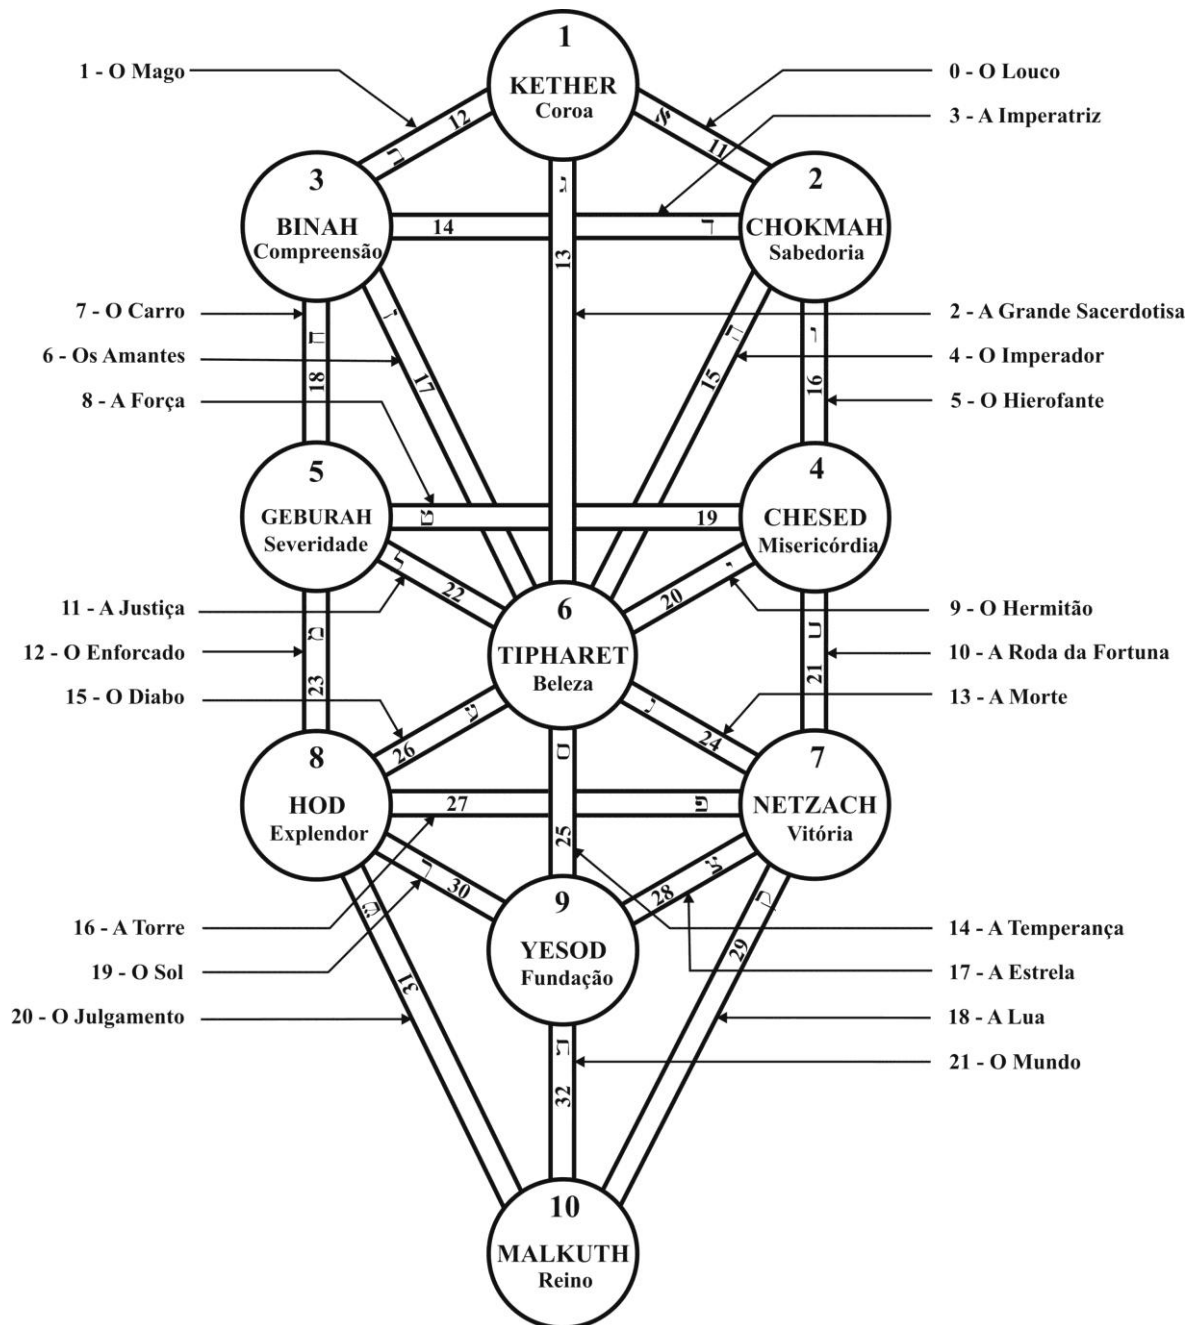 1
KETHER
Coroa
1 - O Mago
0 - O Louco
3 - A Imperatriz
12
ב
א
11
3
BINAH
Compreensão
2
CHOKMAH
Sabedoria
14
ד
ג
13
7 - O Carro
6 - Os Amantes
8 - A Força
2 - A Grande Sacerdotisa
4 - O Imperador
5 - O Hierofante
ח
18
ז
17
ה
15
16
5
GEBURAH
Severidade
4
CHESED
Misericórdia
19
ל
22
י
20
11 - A Justiça
12 - O Enforcado
15 - O Diabo
9 - O Hermitão
10 - A Roda da Fortuna
13 - A Morte
6
TIPHARET
Beleza
מ
23
21
26
נ
24
ס
25
8
HOD
Explendor
7
NETZACH
Vitória
27
פ
30
צ
28
16 - A Torre
19 - O Sol
20 - O Julgamento
14 - A Temperança
17 - A Estrela
18 - A Lua
21 - O Mundo
9
YESOD
Fundação
ש
31
ק
29
32
10
MALKUTH
Reino